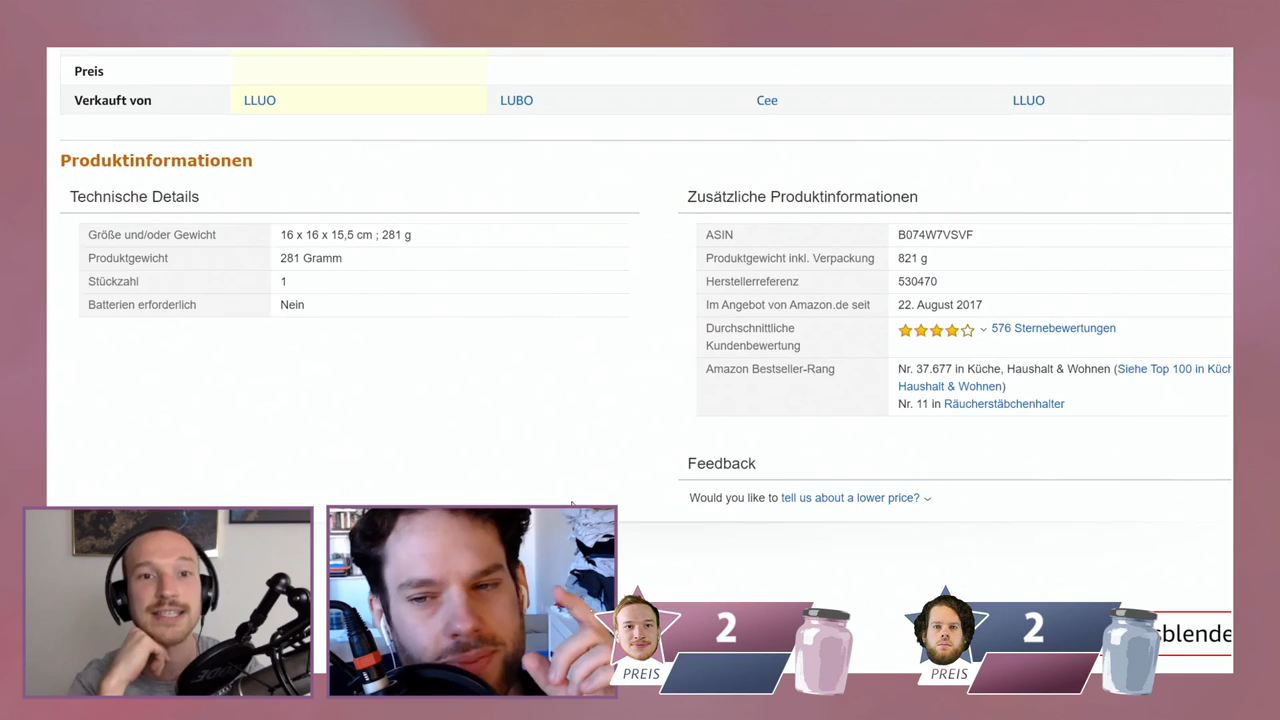 Preis
Verkauft von LLUO LUBO Cee LLUO
Produktinformationen
Technische Details
Größe und/oder Gewicht 16 x 16 x 15,5 cm ; 281 g
Produktgewicht 281 Gramm
Stückzahl 1
Batterien erforderlich Nein
Zusätzliche Produktinformationen
ASIN B074W7VSVF
Produktgewicht inkl. Verpackung 821 g
Herstellerreferenz 530470
Im Angebot von Amazon.de seit 22. August 2017
Durchschnittliche Kundenbewertung 576 Sternebewertungen
Amazon Bestseller-Rang Nr. 37.677 in Küche, Haushalt & Wohnen (Siehe Top 100 in Küch
Haushalt & Wohnen)
Nr. 11 in Räucherstäbchenhalter
Feedback
Would you like to tell us about a lower price?
sblende
2
PREIS
2
PREIS